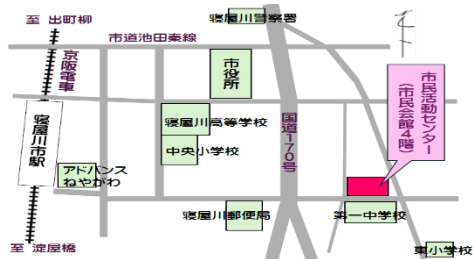 至 出町柳
寝屋川警察署
市道池田秦線
京阪電車
市役所
市民活動センター
(市民会館4階)
寝屋川高等学校
国道170号
中央小学校
寝屋川市駅
アドバンス
ねやがわ
寝屋川郵便局
第一中学校
至 淀屋橋
東小学校